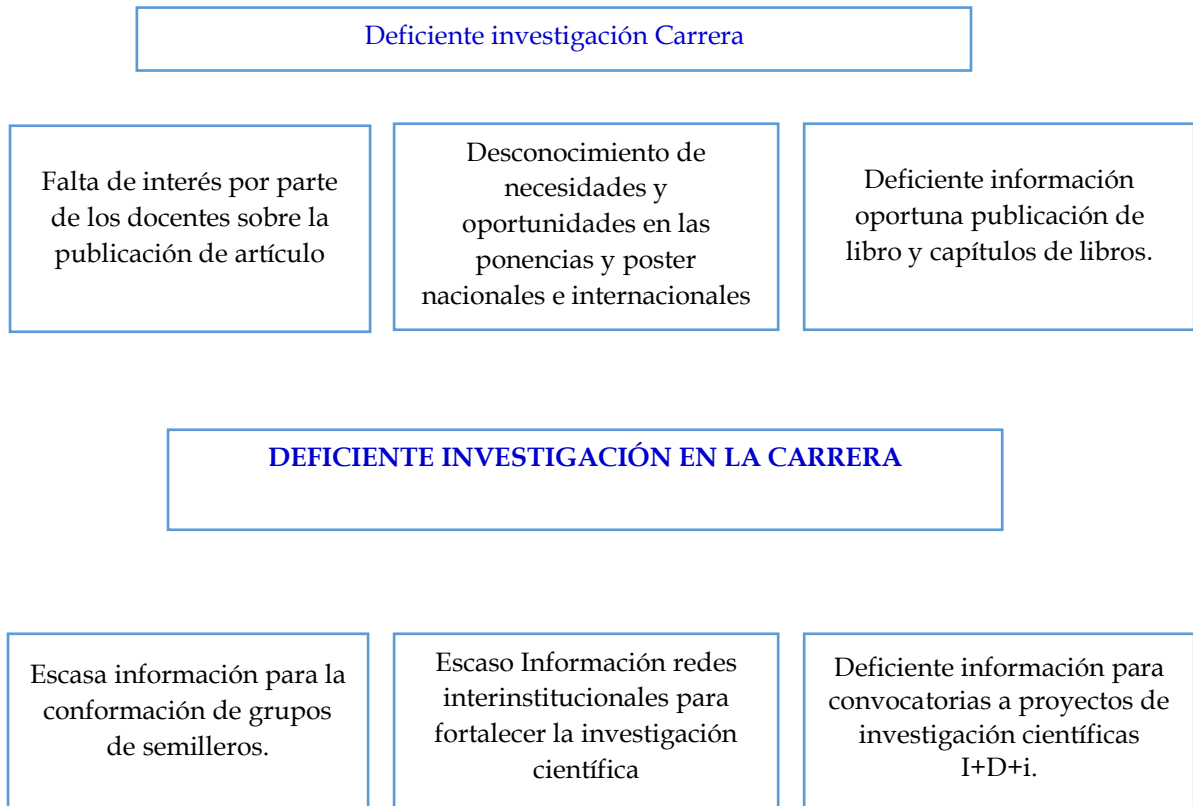 Deficiente investigación Carrera
Falta de interés por parte
de los docentes sobre la
publicación de artículo
Desconocimiento de
necesidades y
oportunidades en las
ponencias y poster
nacionales e internacionales
Deficiente información
oportuna publicación de
libro y capítulos de libros.
DEFICIENTE INVESTIGACIÓN EN LA CARRERA
Escasa información para la
conformación de grupos
de semilleros.
Escaso Información redes
interinstitucionales para
fortalecer la investigación
científica
Deficiente información para
convocatorias a proyectos de
investigación científicas
I+D+i.